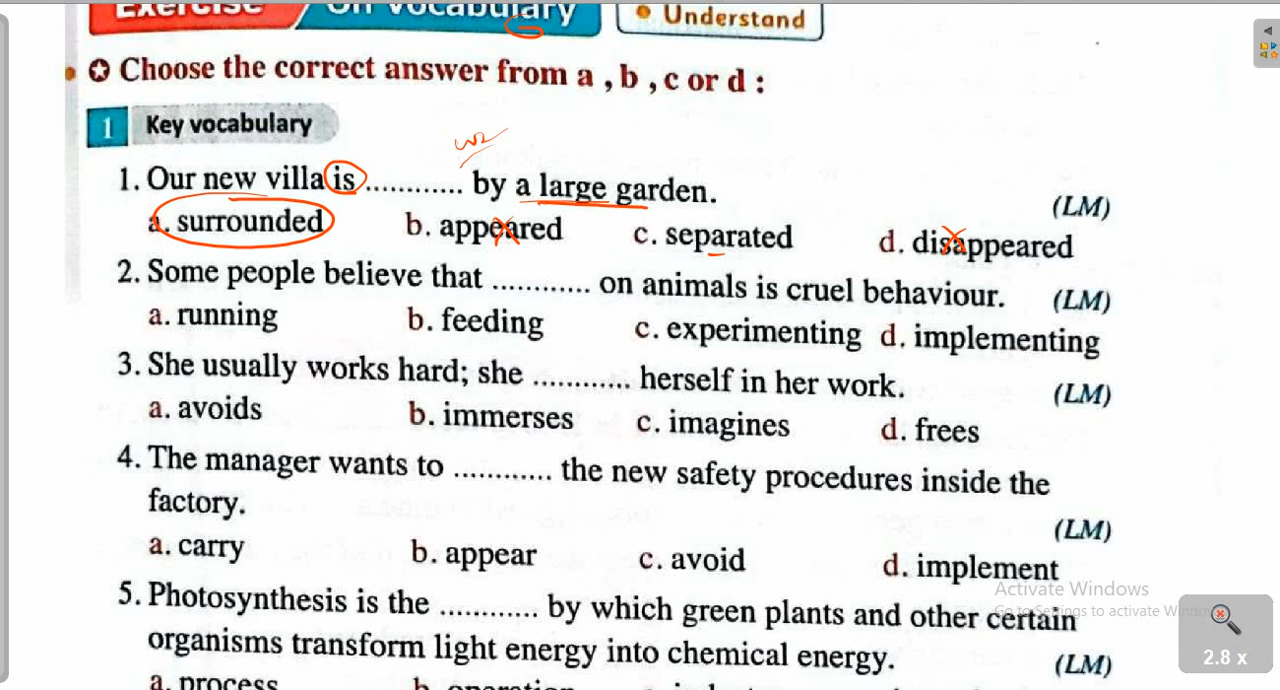 Exercise On Vocabulary • Understand
• ✪ Choose the correct answer from a , b , c or d :
1 Key vocabulary
1. Our new villa is ............ by a large garden. (LM)
a. surrounded b. appeared c. separated d. disappeared
2. Some people believe that ............ on animals is cruel behaviour. (LM)
a. running b. feeding c. experimenting d. implementing
3. She usually works hard; she ............ herself in her work. (LM)
a. avoids b. immerses c. imagines d. frees
4. The manager wants to ............ the new safety procedures inside the
factory. (LM)
a. carry b. appear c. avoid d. implement
Activate Windows
5. Photosynthesis is the ............ by which green plants and other certain
Go to Settings to activate Windows
organisms transform light energy into chemical energy. (LM)
2.8 x
a. process b. operation